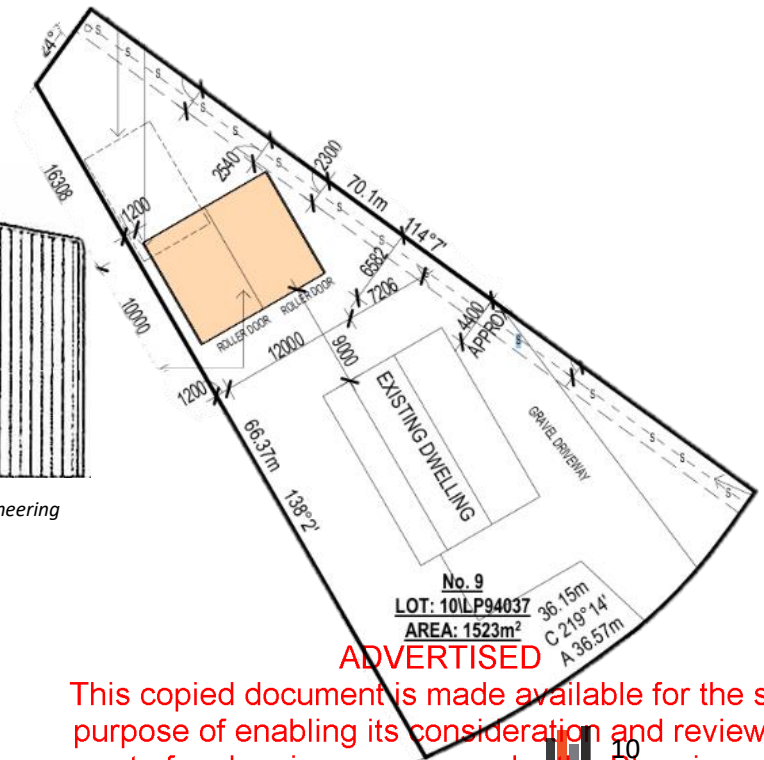 24°
S
S
S
S
16308
1200
2540
S
2300
70.1m
S
114°7'
S
10000
6582
7206
ROLLER DOOR
ROLLER DOOR
12000
9000
4400
APPROX
S
1200
EXISTING DWELLING
S
GRAVEL DRIVEWAY
66.37m
138°2'
S
S
S
neering
No. 9
LOT: 10\LP94037
AREA: 1523m²
36.15m
C 219°14'
A 36.57m
ADVERTISED
This copied document is made available for the s
purpose of enabling its consideration and review
10